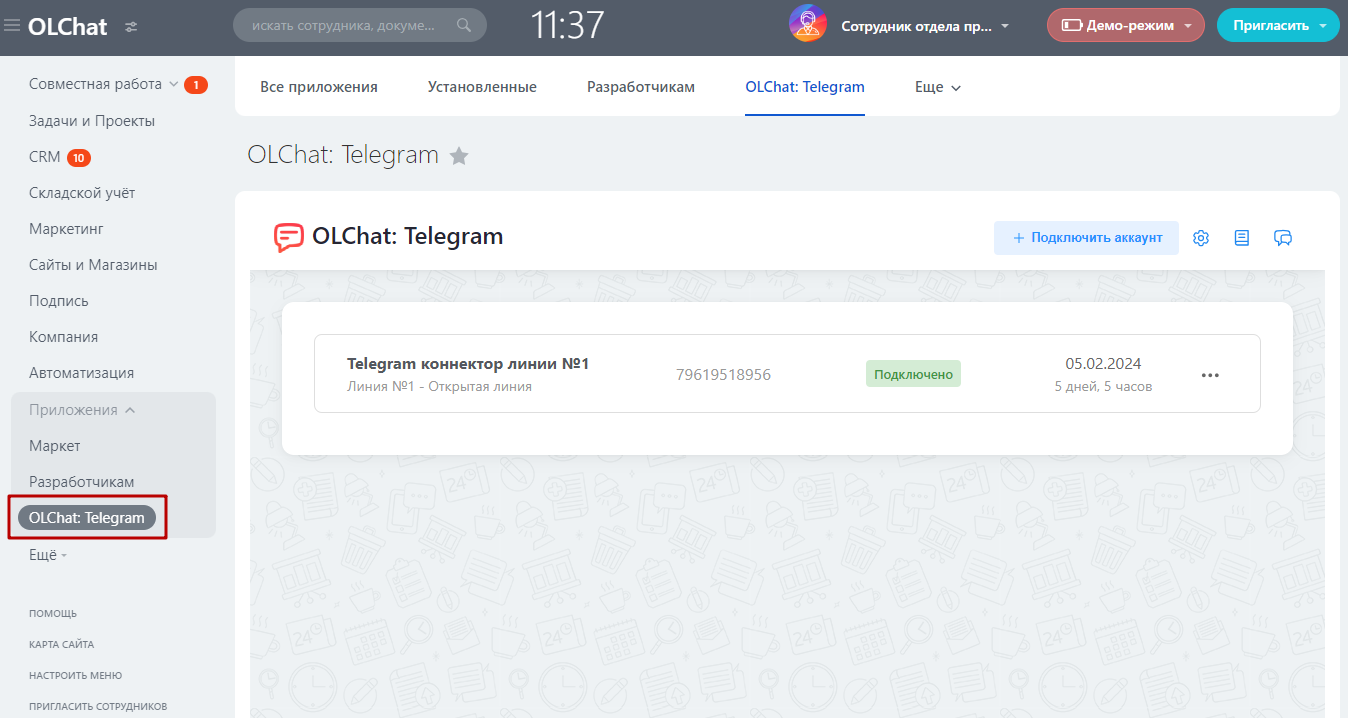 OLChat
искать сотрудника, докуме...
11:37
Сотрудник отдела пр...
Демо-режим
Пригласить
Совместная работа 1
Задачи и Проекты
CRM 10
Складской учёт
Маркетинг
Сайты и Магазины
Подпись
Компания
Автоматизация
Приложения
Маркет
Разработчикам
OLChat: Telegram
Ещё
ПОМОЩЬ
КАРТА САЙТА
НАСТРОИТЬ МЕНЮ
ПРИГЛАСИТЬ СОТРУДНИКОВ
Все приложения
Установленные
Разработчикам
OLChat: Telegram
Еще
OLChat: Telegram
OLChat: Telegram
+ Подключить аккаунт
Telegram коннектор линии №1
Линия №1 - Открытая линия
79619518956
Подключено
05.02.2024
5 дней, 5 часов